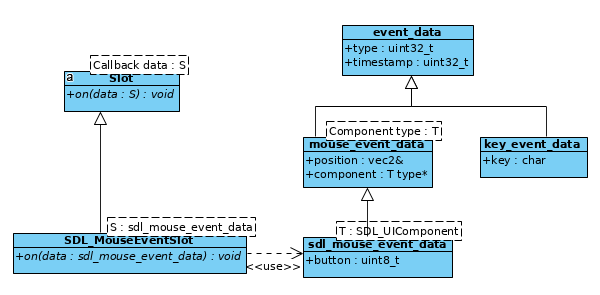 event_data
+type : uint32_t
+timestamp : uint32_t
Callback data : S
a
Slot
+on(data : S) : void
Component type : T
mouse_event_data
+position : vec2&
+component : T type*
key_event_data
+key : char
S : sdl_mouse_event_data
SDL_MouseEventSlot
+on(data : sdl_mouse_event_data) : void
<<use>>
T : SDL_UIComponent
sdl_mouse_event_data
+button : uint8_t